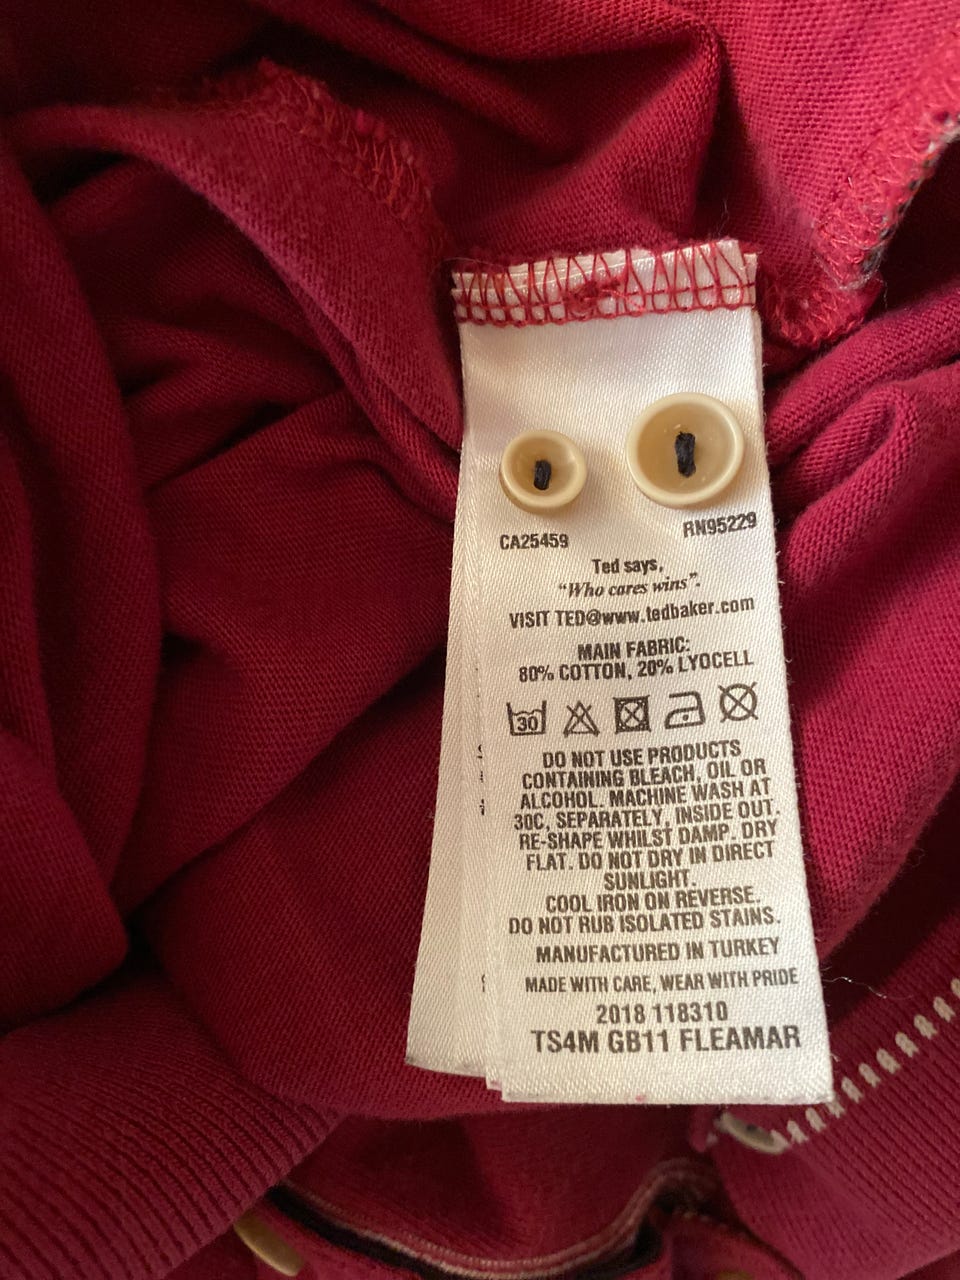 CA25459 RN95229
Ted says,
"Who cares wins".
VISIT TED@www.tedbaker.com
MAIN FABRIC:
80% COTTON, 20% LYOCELL
30
DO NOT USE PRODUCTS
CONTAINING BLEACH, OIL OR
ALCOHOL. MACHINE WASH AT
30C, SEPARATELY, INSIDE OUT.
RE-SHAPE WHILST DAMP. DRY
FLAT. DO NOT DRY IN DIRECT
SUNLIGHT.
COOL IRON ON REVERSE.
DO NOT RUB ISOLATED STAINS.
MANUFACTURED IN TURKEY
MADE WITH CARE, WEAR WITH PRIDE
2018 118310
TS4M GB11 FLEAMAR